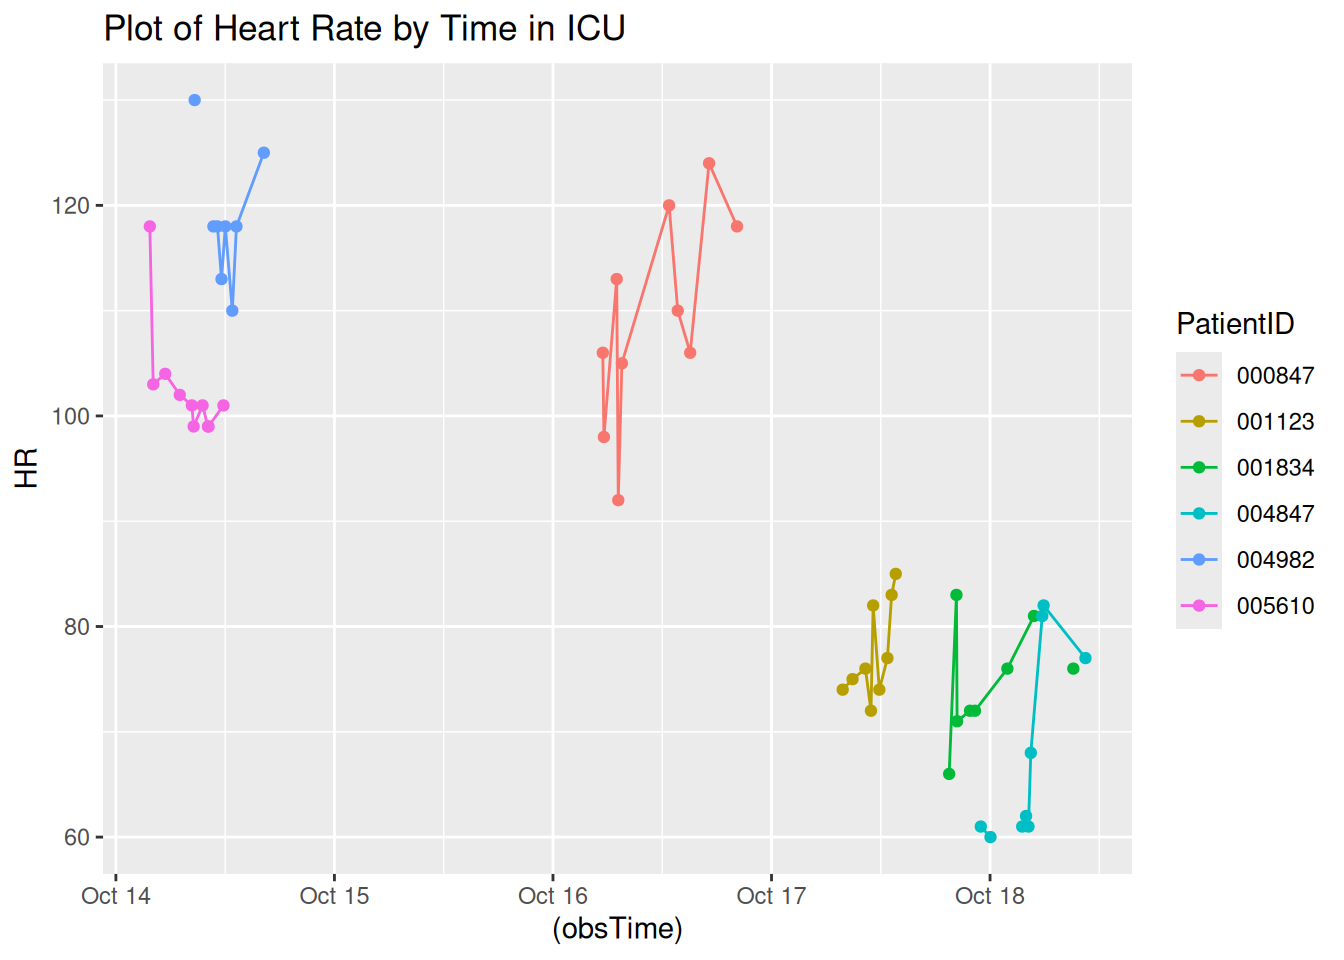 Plot of Heart Rate by Time in ICU
120
100
80
60
HR
Oct 14
Oct 15
Oct 16
Oct 17
Oct 18
(obsTime)
PatientID
000847
001123
001834
004847
004982
005610